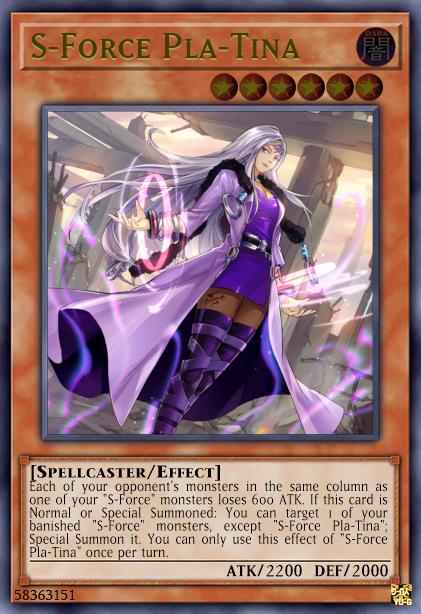 S-Force Pla-Tina
DARK
闇
[Spellcaster/Effect]
Each of your opponent's monsters in the same column as
one of your "S-Force" monsters loses 600 ATK. If this card is
Normal or Special Summoned: You can target 1 of your
banished "S-Force" monsters, except "S-Force Pla-Tina";
Special Summon it. You can only use this effect of "S-Force
Pla-Tina" once per turn.
ATK/2200 DEF/2000
58363151